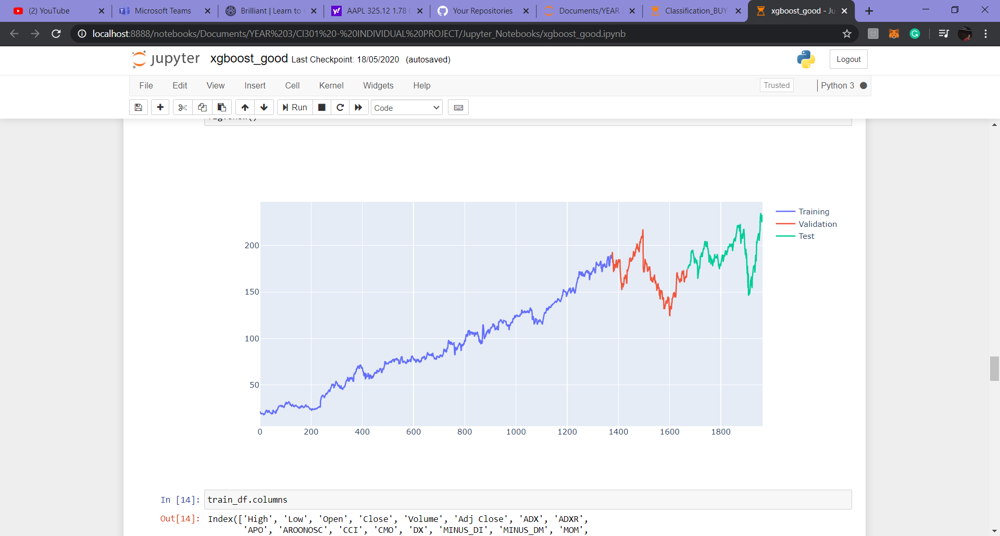 (2) YouTube
Microsoft Teams
Brilliant | Learn to
AAPL 325.12 1.78
Your Repositories
Documents/YEAR
Classification_BUY
xgboost_good - Ju
localhost:8888/notebooks/Documents/YEAR%203/CI301%20-%20INDIVIDUAL%20PROJECT/Jupyter_Notebooks/xgboost_good.ipynb
jupyter xgboost_good Last Checkpoint: 18/05/2020 (autosaved)
Logout
File Edit View Insert Cell Kernel Widgets Help
Trusted
Python 3
Run
Code
Training
Validation
Test
200
150
100
50
0 200 400 600 800 1000 1200 1400 1600 1800
In [14]: train_df.columns
Out[14]: Index(['High', 'Low', 'Open', 'Close', 'Volume', 'Adj Close', 'ADX', 'ADXR',
'APO', 'AROONOSC', 'CCI', 'CMO', 'DX', 'MINUS_DI', 'MINUS_DM', 'MOM',